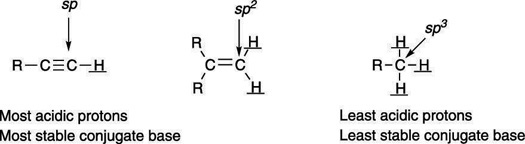 sp sp² sp³
R–C≡C–H
R
R
C=C
H
H
R–C–H
H
H
Most acidic protons
Most stable conjugate base
Least acidic protons
Least stable conjugate base